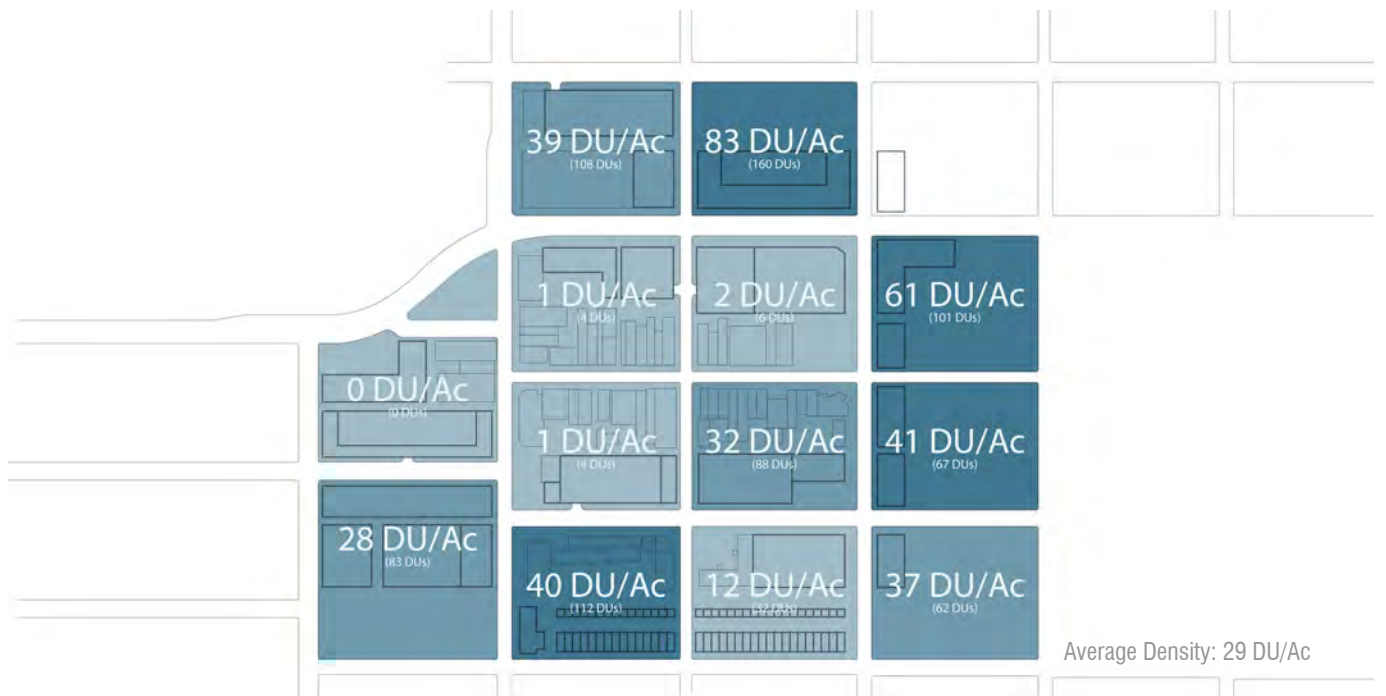 39 DU/Ac
(108 DUs)
83 DU/Ac
(160 DUs)
1 DU/Ac
(4 DUs)
2 DU/Ac
(6 DUs)
61 DU/Ac
(101 DUs)
0 DU/Ac
(0 DUs)
1 DU/Ac
(4 DUs)
32 DU/Ac
(88 DUs)
41 DU/Ac
(67 DUs)
28 DU/Ac
(83 DUs)
40 DU/Ac
(112 DUs)
12 DU/Ac
(32 DUs)
37 DU/Ac
(62 DUs)
Average Density: 29 DU/Ac